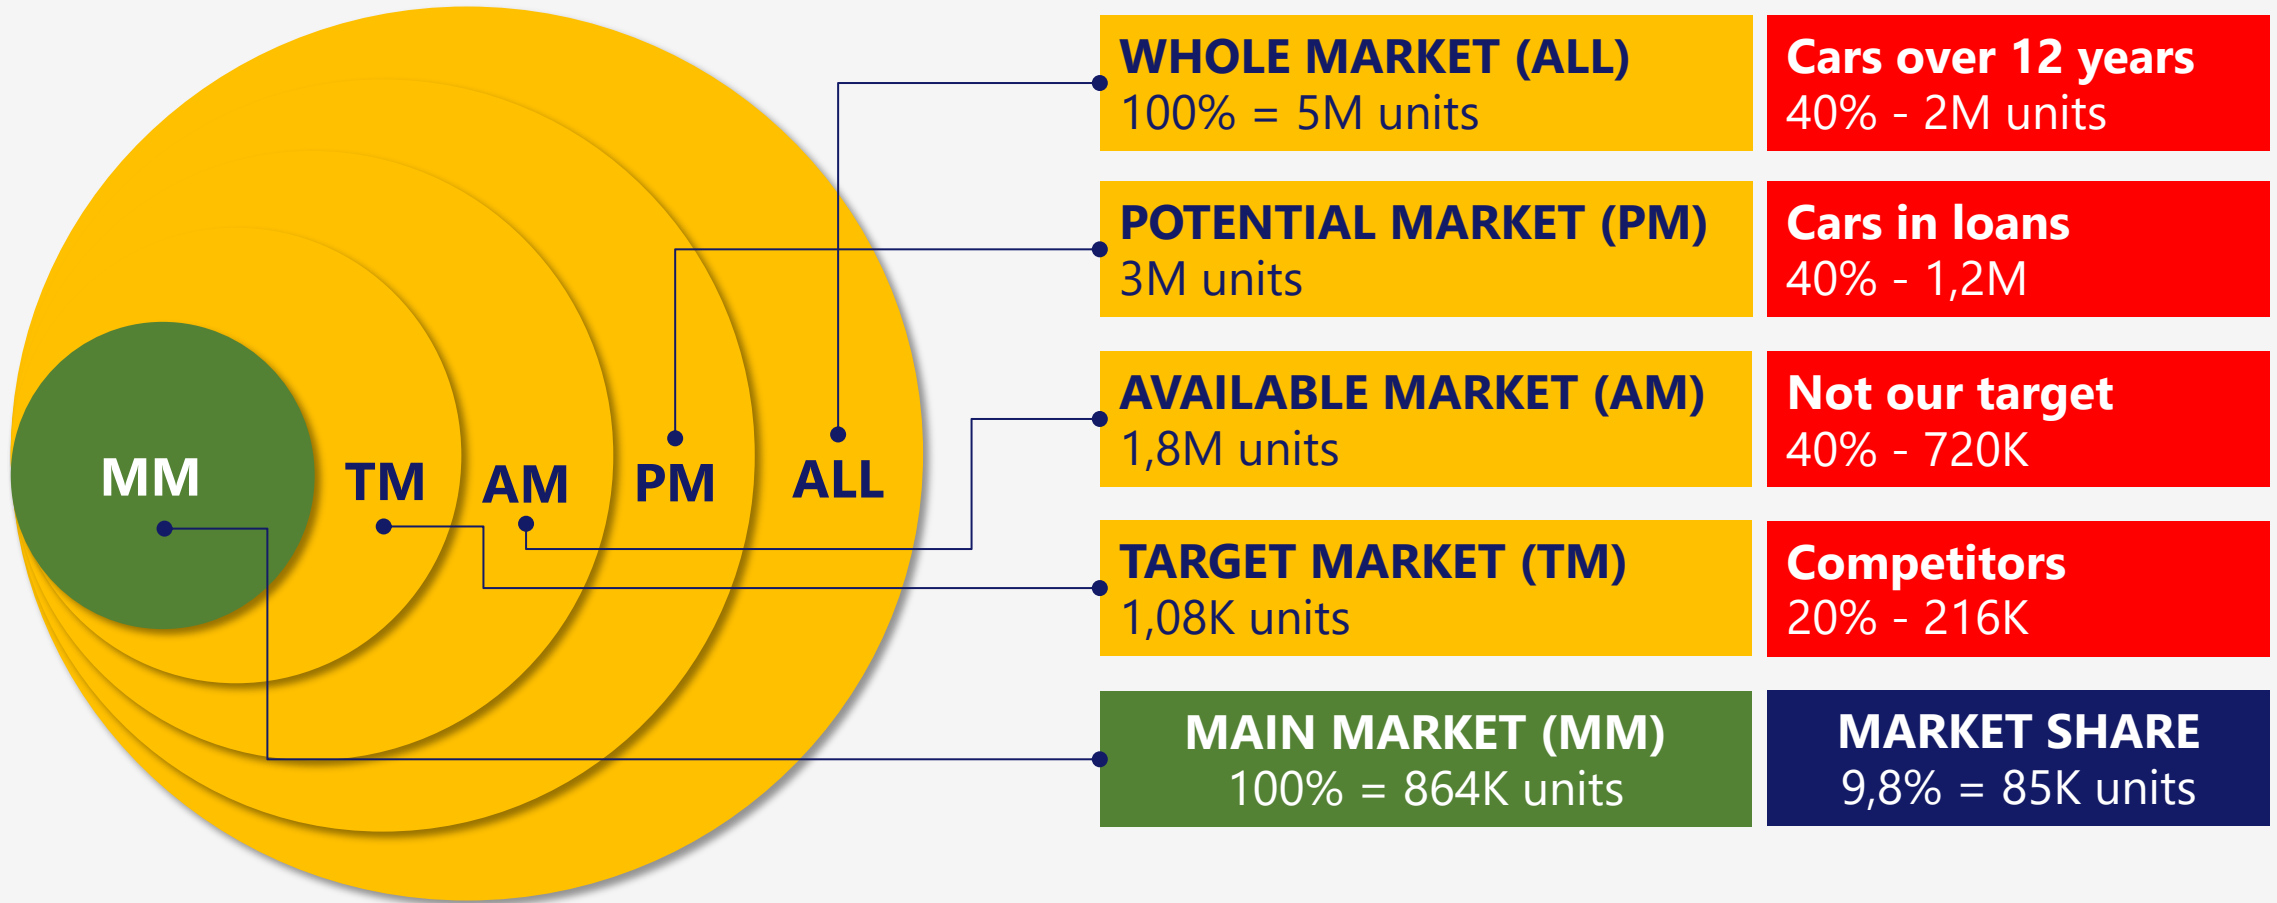 WHOLE MARKET (ALL)
100% = 5M units
Cars over 12 years
40% - 2M units
POTENTIAL MARKET (PM)
3M units
Cars in loans
40% - 1,2M
AVAILABLE MARKET (AM)
1,8M units
Not our target
40% - 720K
TARGET MARKET (TM)
1,08K units
Competitors
20% - 216K
MAIN MARKET (MM)
100% = 864K units
MARKET SHARE
9,8% = 85K units
MM
TM
AM
PM
ALL